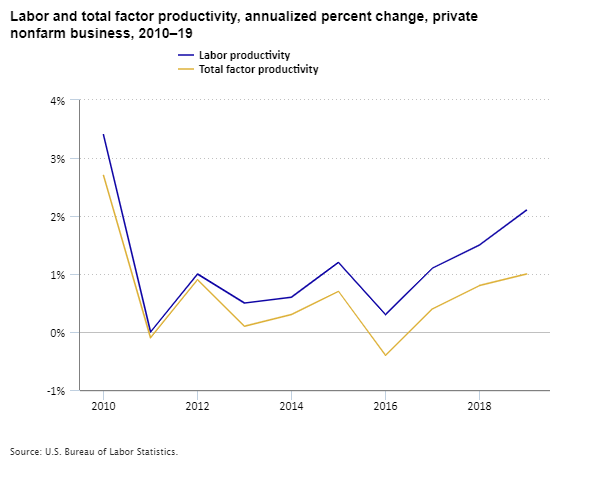 Labor and total factor productivity, annualized percent change, private
nonfarm business, 2010–19
Labor productivity
Total factor productivity
4%
3%
2%
1%
0%
-1%
2010 2012 2014 2016 2018
Source: U.S. Bureau of Labor Statistics.